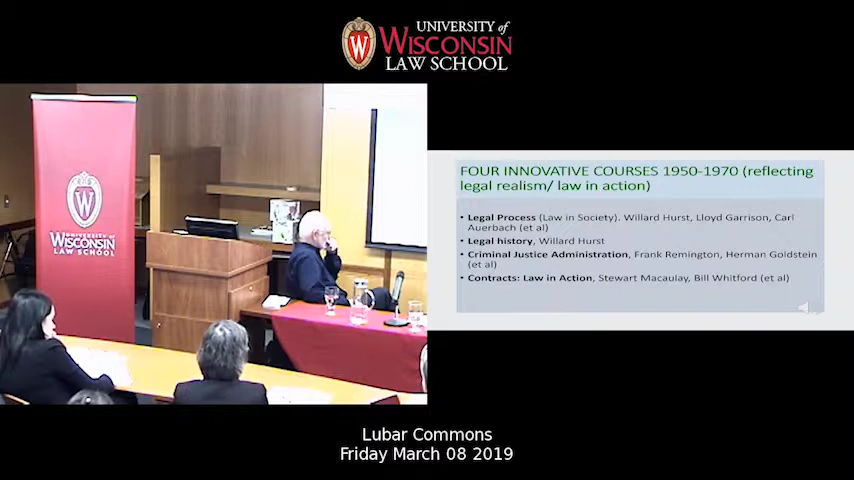 UNIVERSITY of
WISCONSIN
LAW SCHOOL
W
UNIVERSITY of
WISCONSIN
LAW SCHOOL
FOUR INNOVATIVE COURSES 1950-1970 (reflecting
legal realism/ law in action)
• Legal Process (Law in Society). Willard Hurst, Lloyd Garrison, Carl
Auerbach (et al)
• Legal history, Willard Hurst
• Criminal Justice Administration, Frank Remington, Herman Goldstein
(et al)
• Contracts: Law in Action, Stewart Macaulay, Bill Whitford (et al)
Lubar Commons
Friday March 08 2019